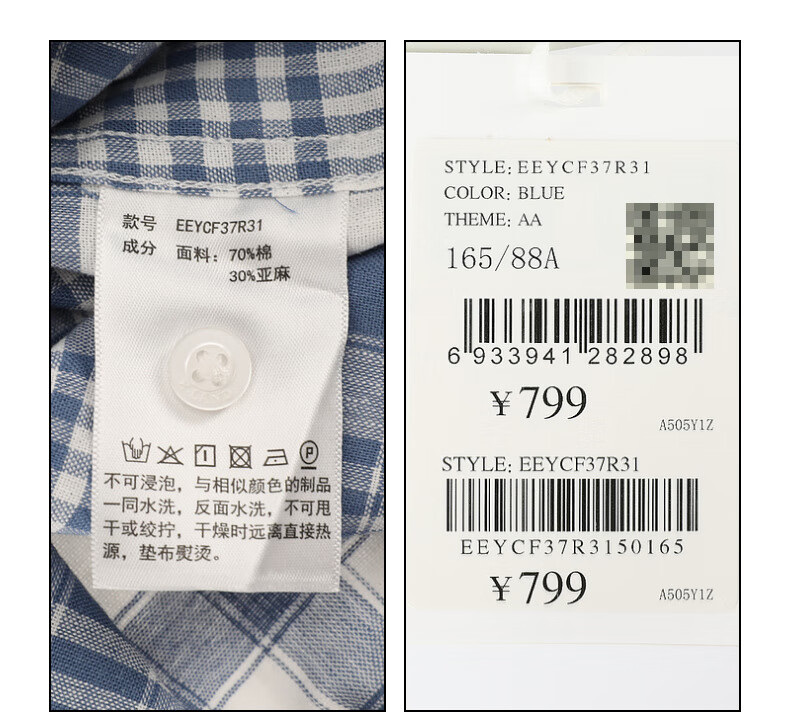 款号 EEYCF37R31
成分 面料：70%棉
30%亚麻
P
不可浸泡，与相似颜色的制品
一同水洗，反面水洗，不可甩
干或绞拧，干燥时远离直接热
源，垫布熨烫。
STYLE: EEYCF37R31
COLOR: BLUE
THEME: AA
165/88A
6 933941 282898
¥799
A505Y1Z
STYLE: EEYCF37R31
EEYCF37R3150165
¥799
A505Y1Z